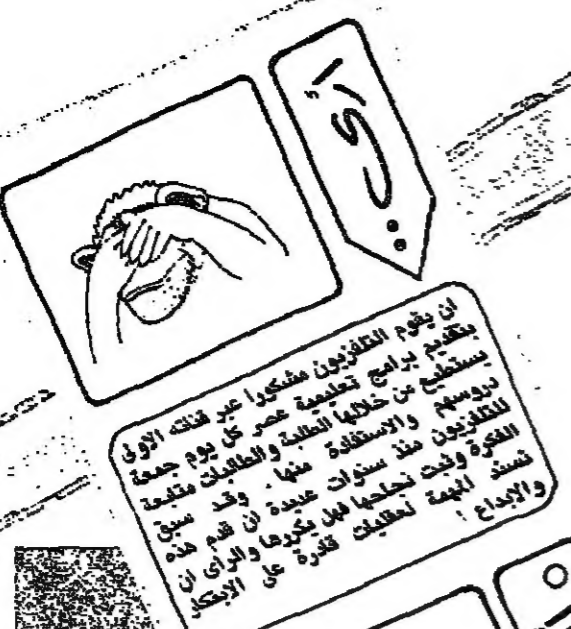 ان يقوم التلفزيون مشكورا عبر قناته الاولى
بتقديم برامج تعليمية عصر كل يوم جمعة
يستطيع من خلالها الطلبة والطالبات متابعة
دروسهم والاستفادة منها. وقد سبق
للتلفزيون منذ سنوات عديدة ان قدم هذه
الفكرة وثبت نجاحها فهل يكررها والراى ان
تسند المهمة لعقليات قادرة على الابتكار
والابداع !